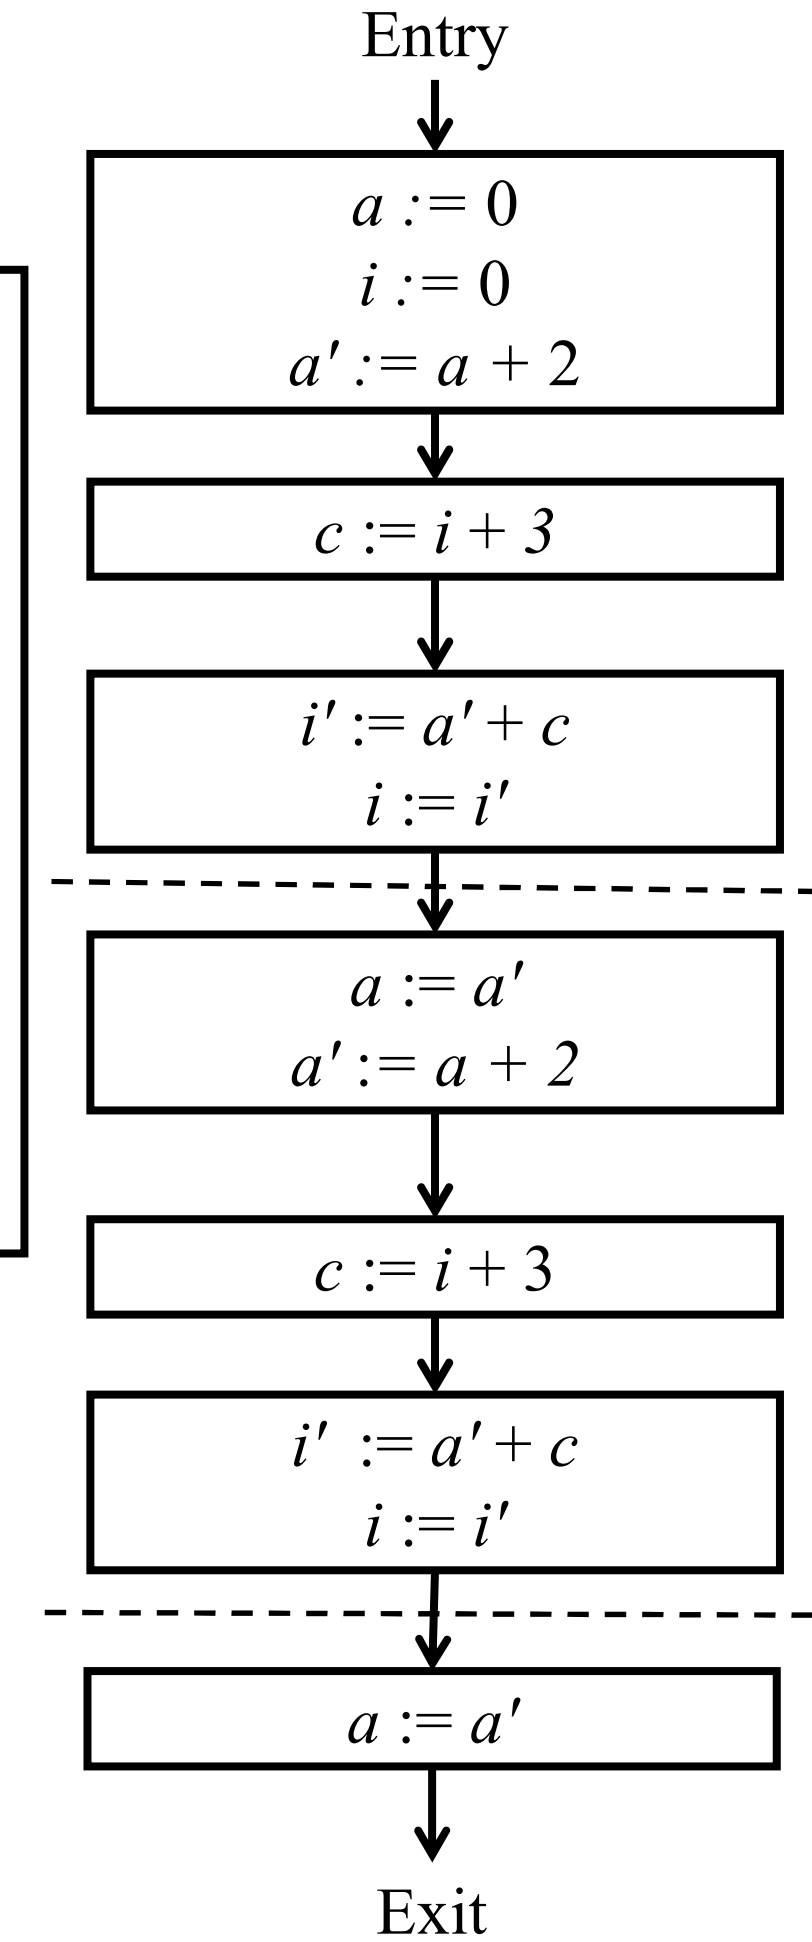 Entry
a := 0
i := 0
a' := a + 2
c := i + 3
i' := a' + c
i := i'
a := a'
a' := a + 2
c := i + 3
i' := a' + c
i := i'
a := a'
Exit